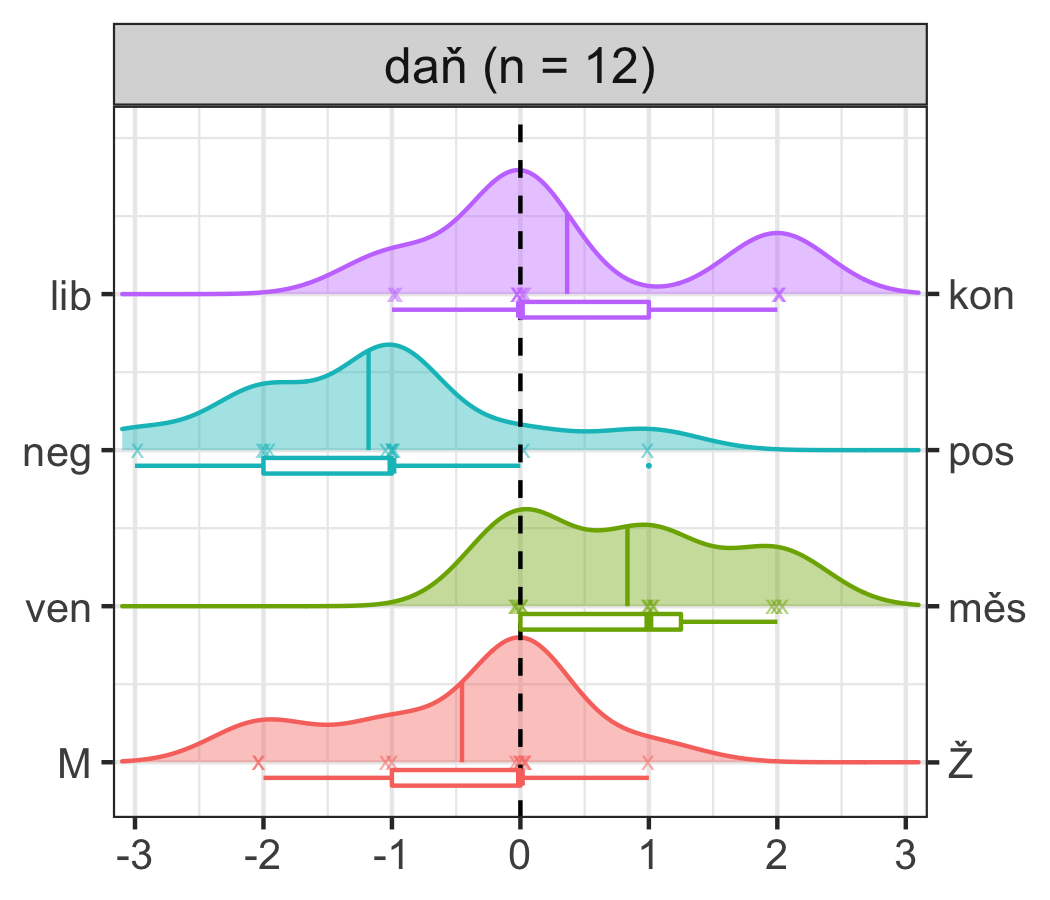 daň (n = 12)
lib kon
neg pos
ven měs
M Ž
-3 -2 -1 0 1 2 3